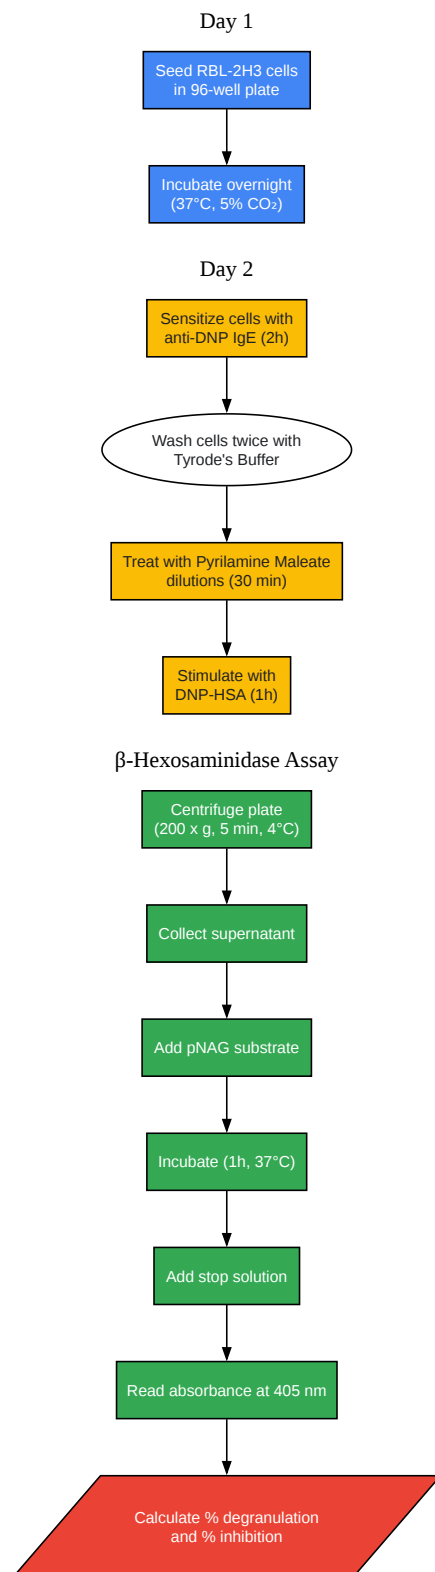 Day 1
Seed RBL-2H3 cells
in 96-well plate
Incubate overnight
(37°C, 5% CO₂)
Day 2
Sensitize cells with
anti-DNP IgE (2h)
Wash cells twice with
Tyrode's Buffer
Treat with Pyrilamine Maleate
dilutions (30 min)
Stimulate with
DNP-HSA (1h)
β-Hexosaminidase Assay
Centrifuge plate
(200 x g, 5 min, 4°C)
Collect supernatant
Add pNAG substrate
Incubate (1h, 37°C)
Add stop solution
Read absorbance at 405 nm
Calculate % degranulation
and % inhibition